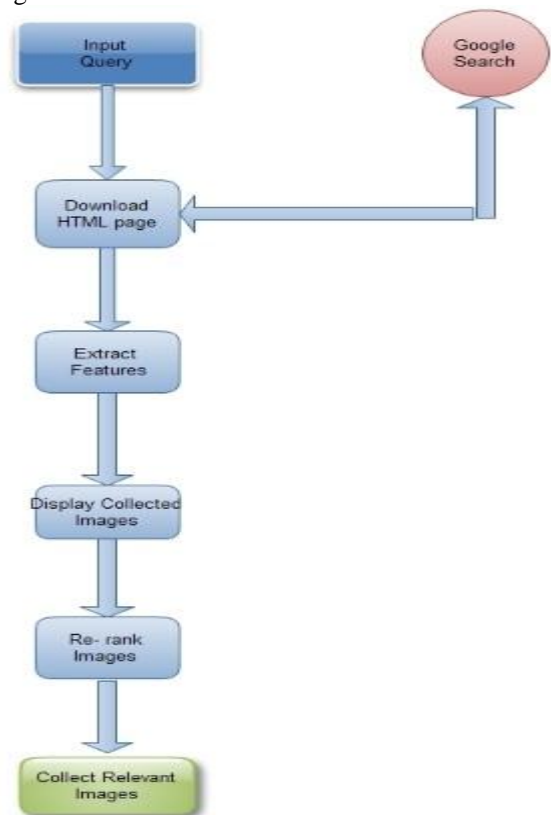 Input
Query
Google
Search
Download
HTML page
Extract
Features
Display Collected
Images
Re- rank
Images
Collect Relevant
Images